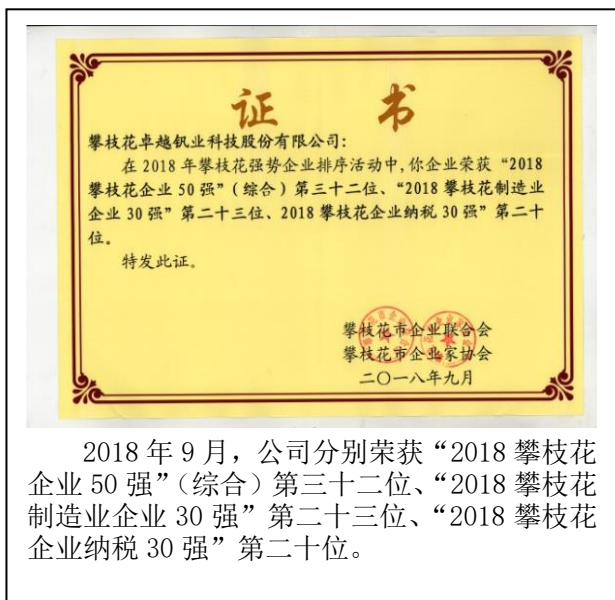 证 书
攀枝花卓越钒业科技股份有限公司:
在 2018 年攀枝花强势企业排序活动中,你企业荣获“2018
攀枝花企业 50 强”(综合)第三十二位、“2018 攀枝花制造业
企业 30 强”第二十三位、2018 攀枝花企业纳税 30 强”第二十
位。
特发此证。
攀枝花市企业联合会
攀枝花市企业家协会
二〇一八年九月
2018 年 9 月，公司分别荣获“2018 攀枝花
企业 50 强”（综合）第三十二位、“2018 攀枝花
制造业企业 30 强”第二十三位、“2018 攀枝花
企业纳税 30 强”第二十位。